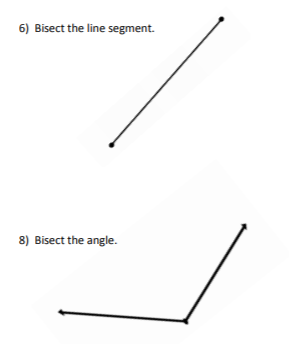 6) Bisect the line segment.
8) Bisect the angle.